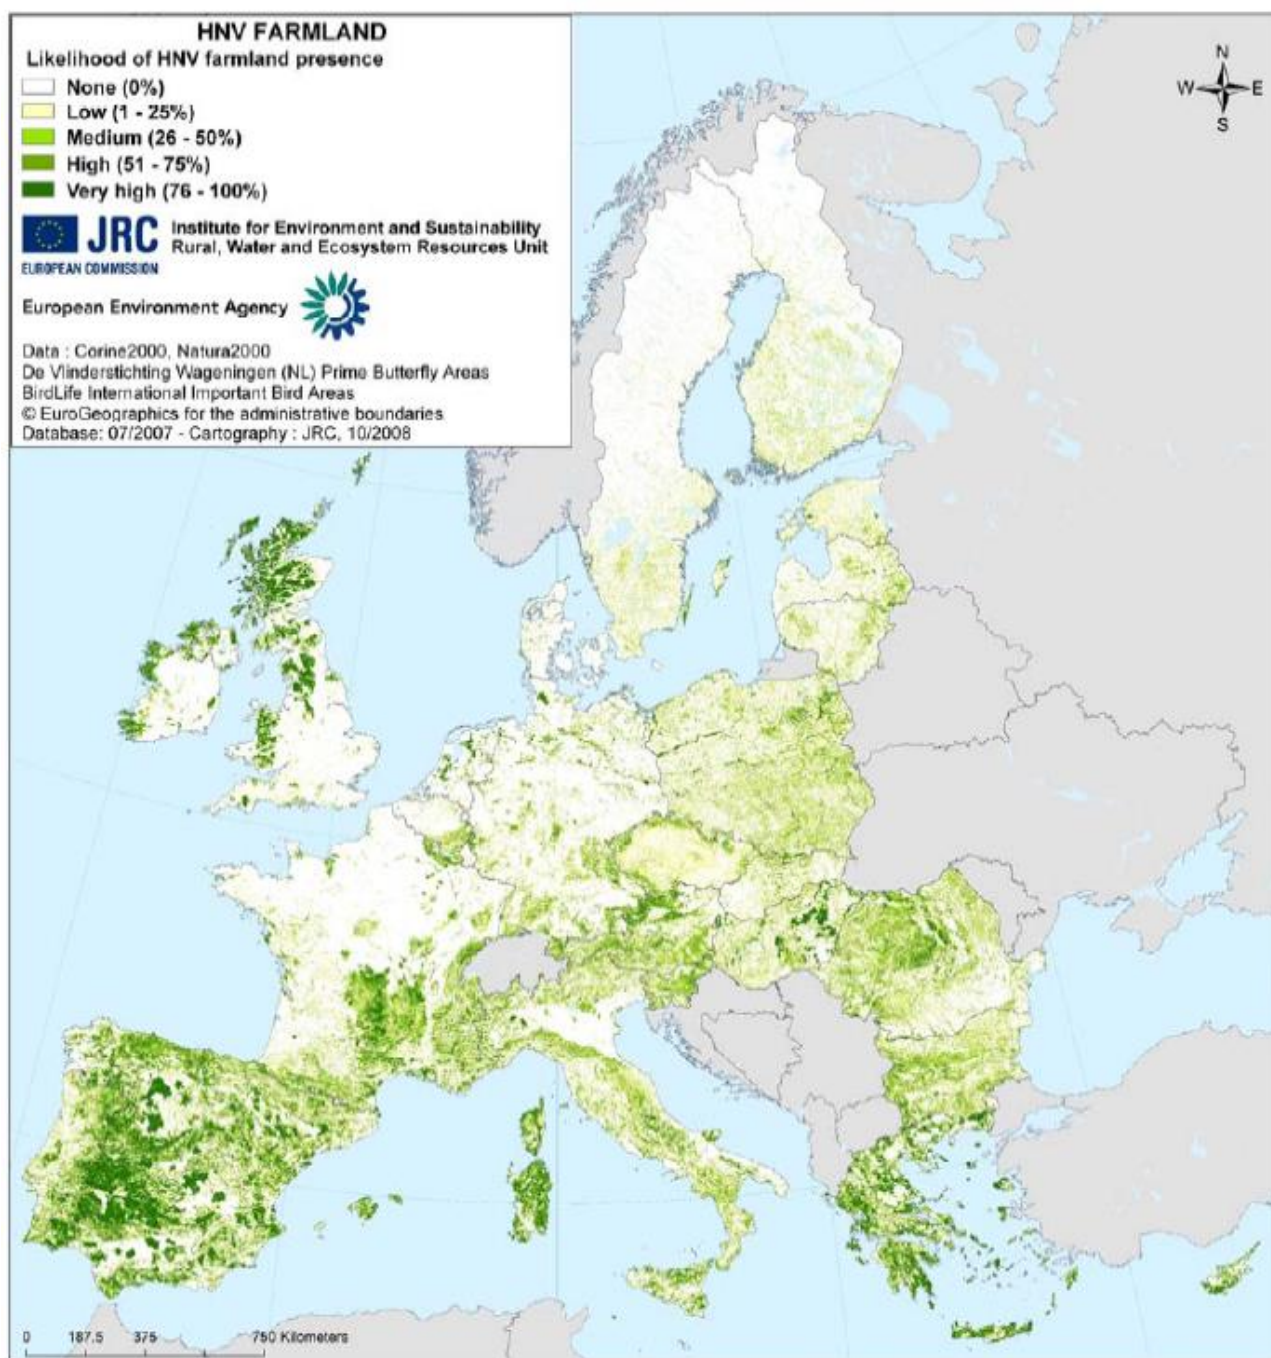 HNV FARMLAND
Likelihood of HNV farmland presence
None (0%)
Low (1 - 25%)
Medium (26 - 50%)
High (51 - 75%)
Very high (76 - 100%)
JRC
EUROPEAN COMMISSION
Institute for Environment and Sustainability
Rural, Water and Ecosystem Resources Unit
European Environment Agency
Data : Corine2000, Natura2000
De Vlinderstichting Wageningen (NL) Prime Butterfly Areas
BirdLife International Important Bird Areas
© EuroGeographics for the administrative boundaries
Database: 07/2007 - Cartography : JRC, 10/2008
N
W E
S
0 187.5 375 750 Kilometers